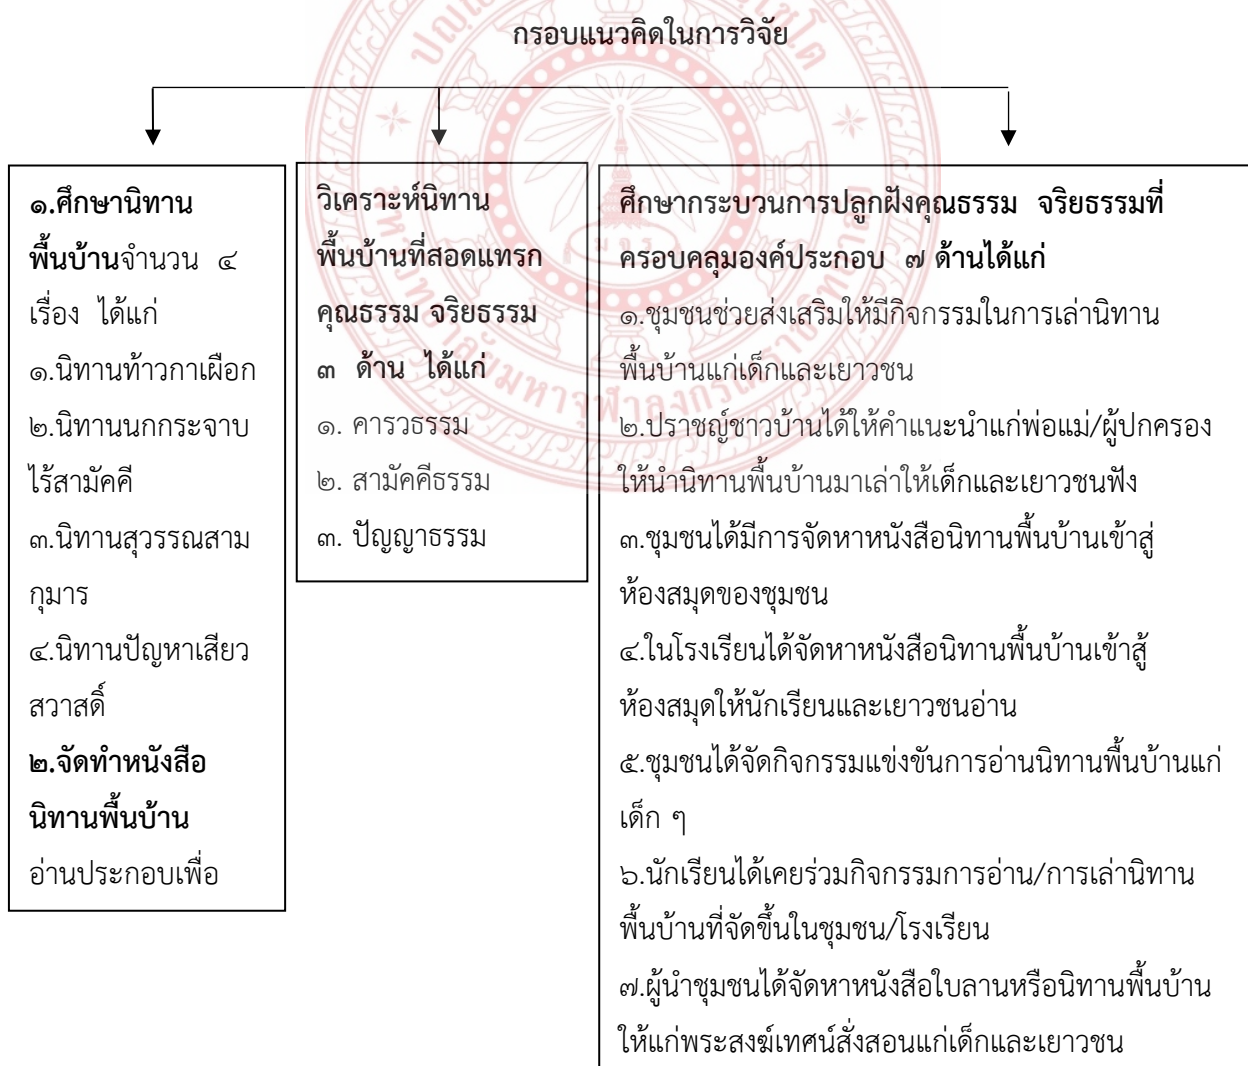 กรอบแนวคิดในการวิจัย
๑.ศึกษานิทาน
พื้นบ้านจำนวน ๔
เรื่อง ได้แก่
๑.นิทานท้าวกาเผือก
๒.นิทานนกกระจาบ
ไร้สามัคคี
๓.นิทานสุวรรณสาม
กุมาร
๔.นิทานปัญหาเสียว
สวาสดิ์
๒.จัดทำหนังสือ
นิทานพื้นบ้าน
อ่านประกอบเพื่อ
วิเคราะห์นิทาน
พื้นบ้านที่สอดแทรก
คุณธรรม จริยธรรม
๓ ด้าน ได้แก่
๑. คารวธรรม
๒. สามัคคีธรรม
๓. ปัญญาธรรม
ศึกษากระบวนการปลูกฝังคุณธรรม จริยธรรมที่
ครอบคลุมองค์ประกอบ ๗ ด้านได้แก่
๑.ชุมชนช่วยส่งเสริมให้มีกิจกรรมในการเล่านิทาน
พื้นบ้านแก่เด็กและเยาวชน
๒.ปราชญ์ชาวบ้านได้ให้คำแนะนำแก่พ่อแม่/ผู้ปกครอง
ให้นำนิทานพื้นบ้านมาเล่าให้เด็กและเยาวชนฟัง
๓.ชุมชนได้มีการจัดหาหนังสือนิทานพื้นบ้านเข้าสู่
ห้องสมุดของชุมชน
๔.ในโรงเรียนได้จัดหาหนังสือนิทานพื้นบ้านเข้าสู้
ห้องสมุดให้นักเรียนและเยาวชนอ่าน
๕.ชุมชนได้จัดกิจกรรมแข่งขันการอ่านนิทานพื้นบ้านแก่
เด็ก ๆ
๖.นักเรียนได้เคยร่วมกิจกรรมการอ่าน/การเล่านิทาน
พื้นบ้านที่จัดขึ้นในชุมชน/โรงเรียน
๗.ผู้นำชุมชนได้จัดหาหนังสือใบลานหรือนิทานพื้นบ้าน
ให้แก่พระสงฆ์เทศน์สั่งสอนแก่เด็กและเยาวชน